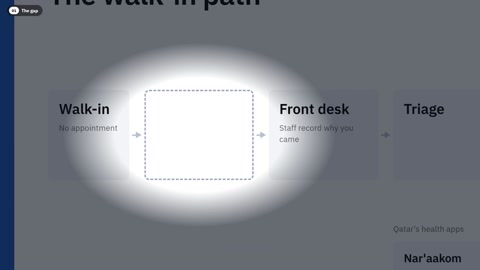 01 The gap
The walk-in path
Walk-in
No appointment
Front desk
Staff record why you
came
Triage
Qatar's health apps
Nar'aakom